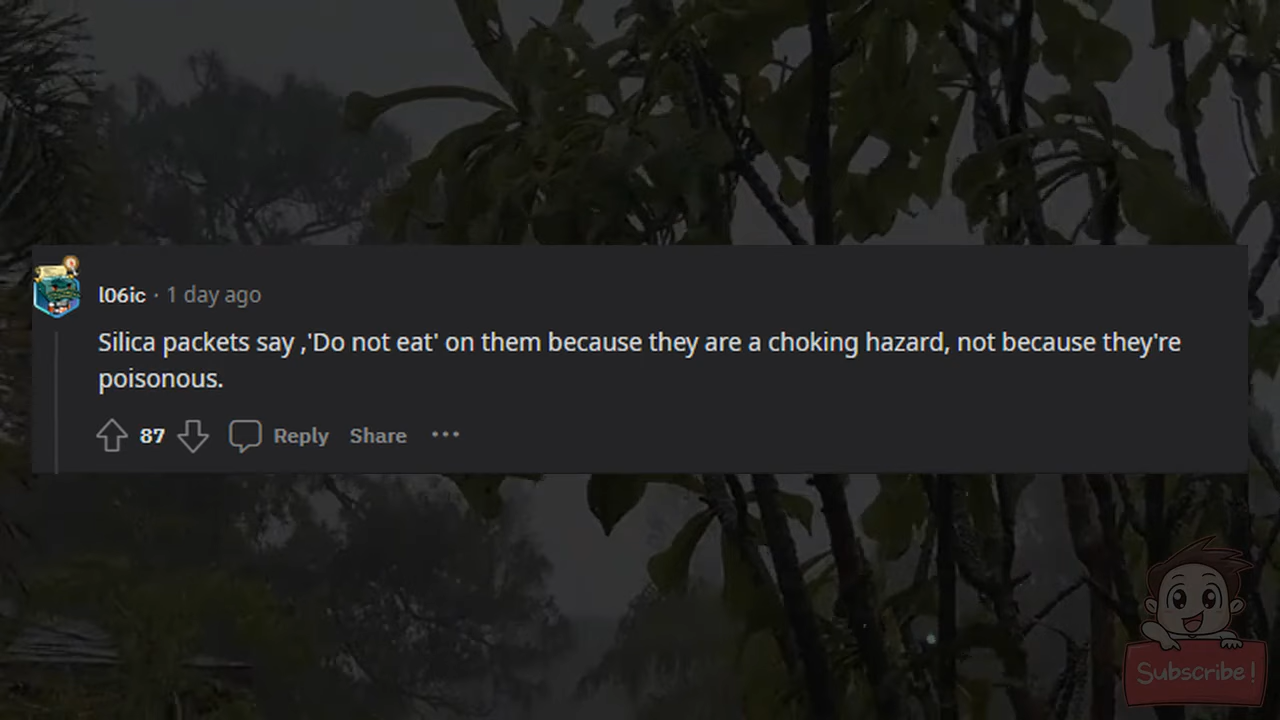 l06ic · 1 day ago
Silica packets say ,'Do not eat' on them because they are a choking hazard, not because they're
poisonous.
87 Reply Share ···
Subscribe!